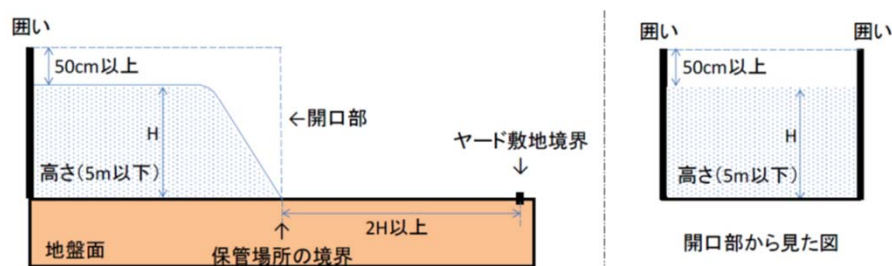 囲い
50cm以上
H
←開口部
高さ(5m以下)
ヤード敷地境界
↓
2H以上
↑
地盤面
保管場所の境界
囲い
囲い
50cm以上
H
高さ(5m以下)
開口部から見た図